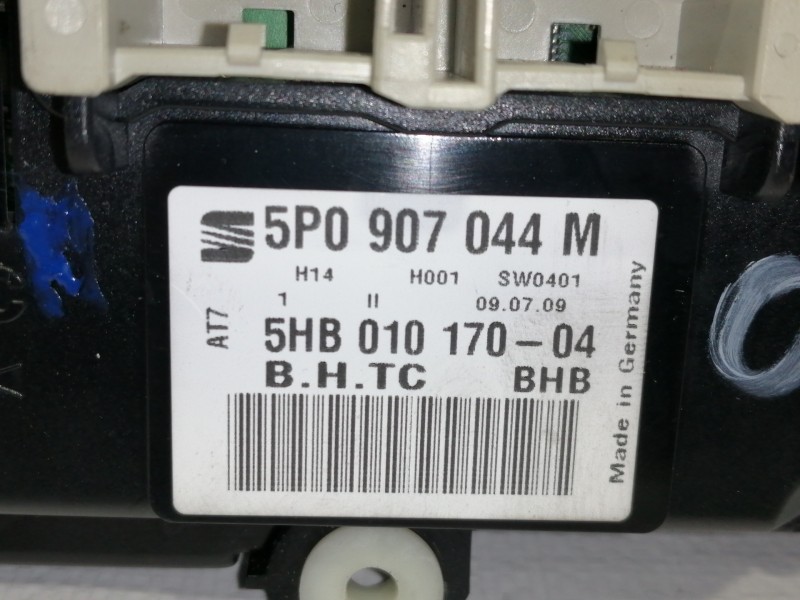 5P0 907 044 M
H14 H001 SW0401
1 II 09.07.09
AT7
5HB 010 170-04
B.H.TC BHB
Made in Germany